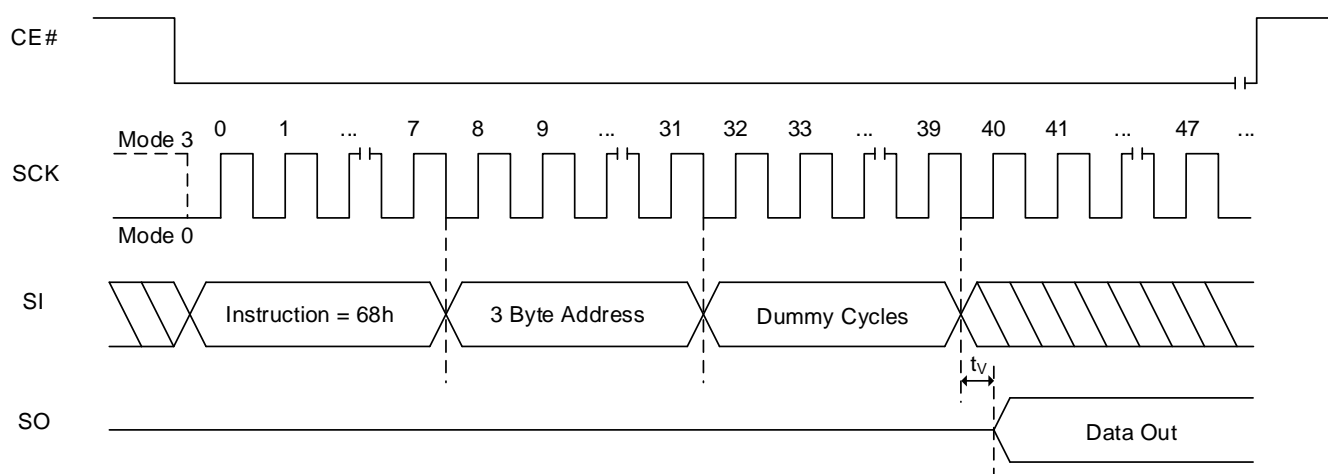 CE#
Mode 3 0 1 ... 7 8 9 ... 31 32 33 ... 39 40 41 ... 47 ...
SCK
Mode 0
SI Instruction = 68h 3 Byte Address Dummy Cycles
tV
SO Data Out